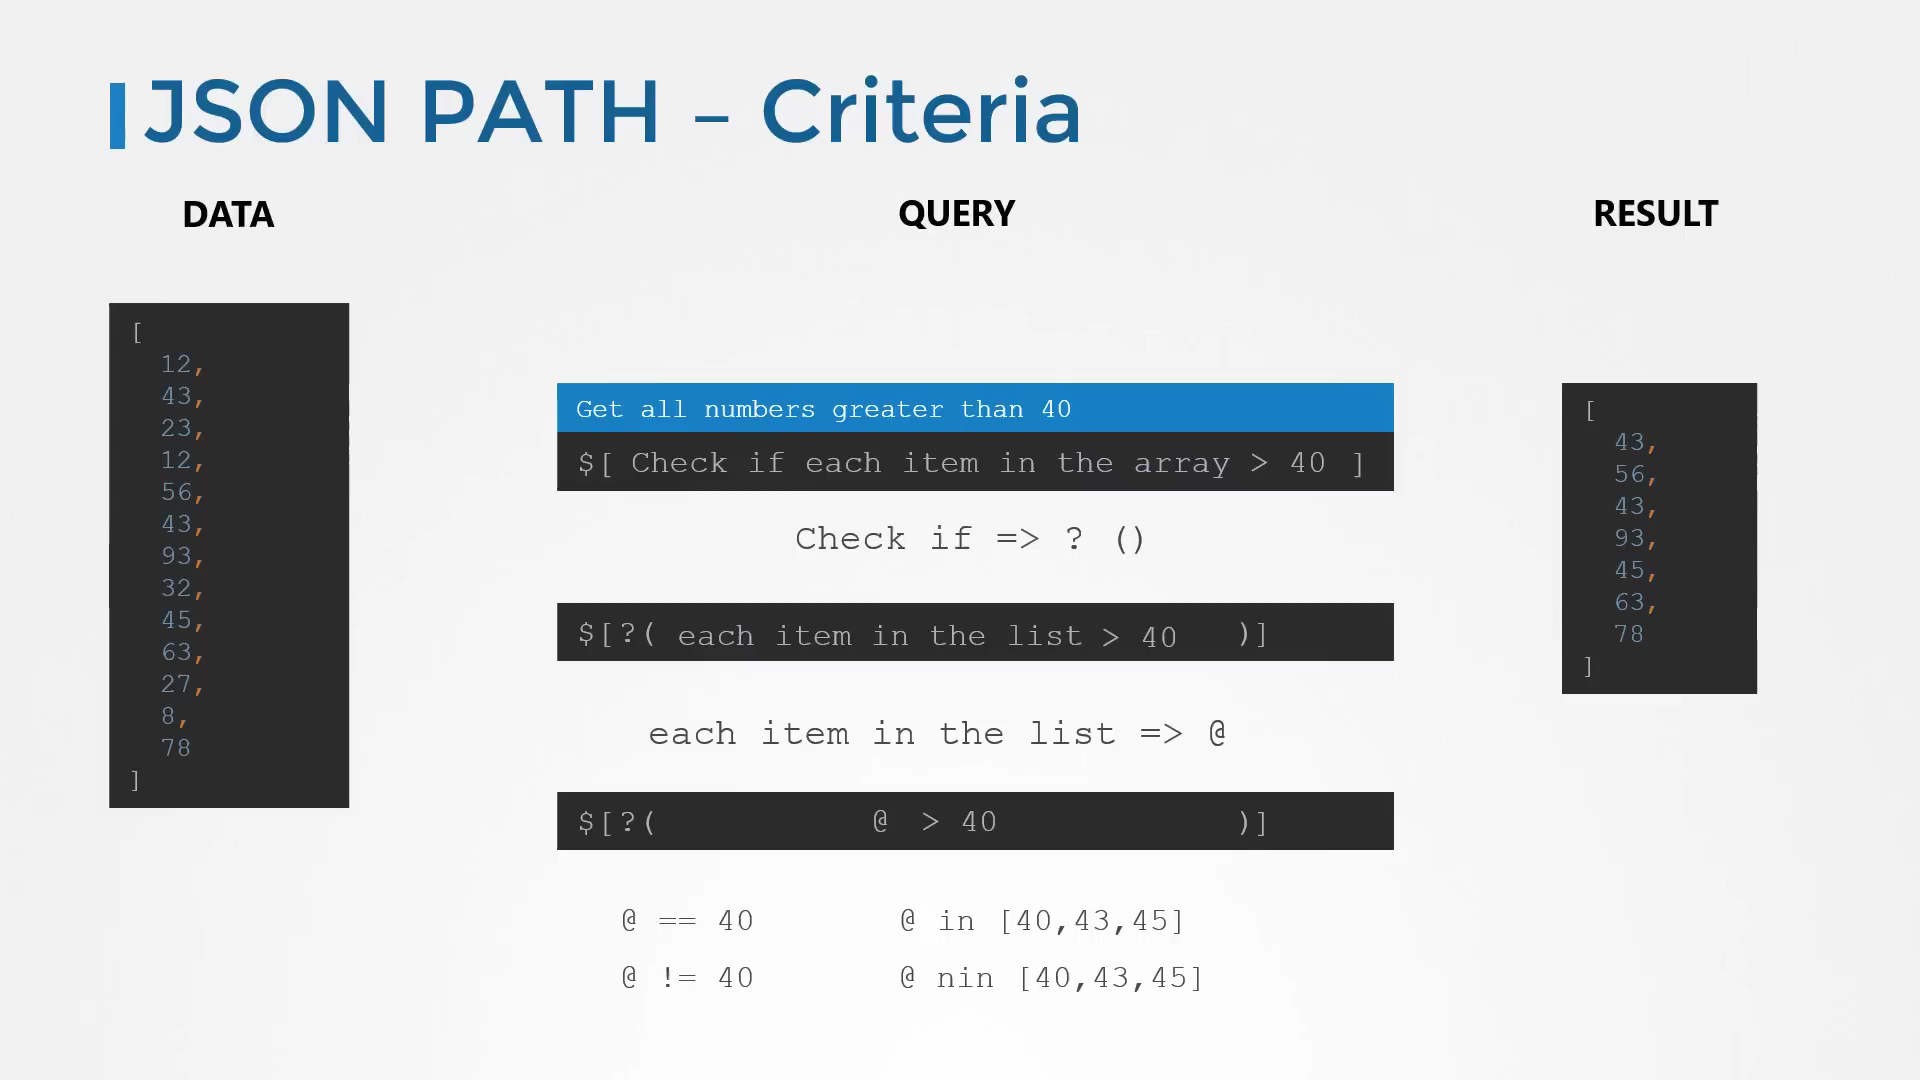 JSON PATH – Criteria
DATA
QUERY
RESULT
[
12,
43,
23,
12,
56,
43,
93,
32,
45,
63,
27,
8,
78
]
Get all numbers greater than 40
$[ Check if each item in the array > 40 ]
Check if => ? ()
$[?( each item in the list > 40 )]
each item in the list => @
$[?( @ > 40 )]
@ == 40
@ in [40,43,45]
@ != 40
@ nin [40,43,45]
[
43,
56,
43,
93,
45,
63,
78
]